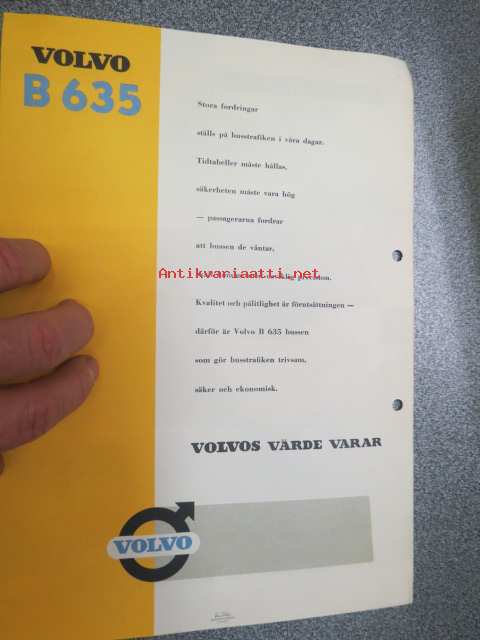 VOLVO
B 635
Stora fordringar
ställs på busstrafiken i våra dagar.
Tidtabeller måste hållas,
säkerheten måste vara hög
— passagerarna fordrar
att bussen de väntar,
Antikvariaatti.net
precision.
Kvalitet och pålitlighet är förutsättningen —
därför är Volvo B 635 bussen
som gör busstrafiken trivsam,
säker och ekonomisk.
VOLVOS VÄRDE VARAR
VOLVO